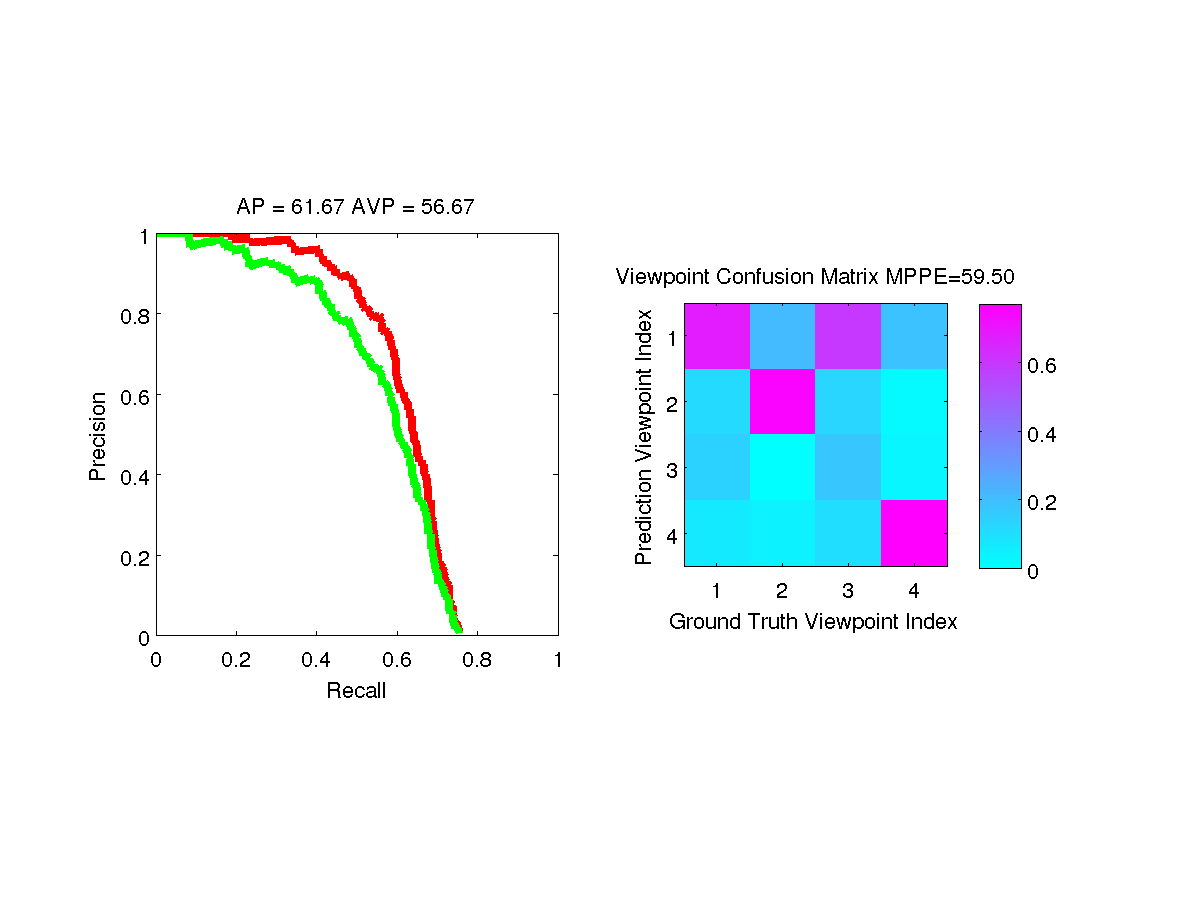 AP = 61.67 AVP = 56.67
1
0.8
0.6
0.4
0.2
0
Precision
0 0.2 0.4 0.6 0.8 1
Recall
Viewpoint Confusion Matrix MPPE=59.50
Prediction Viewpoint Index
1
2
3
4
1 2 3 4
Ground Truth Viewpoint Index
0.6
0.4
0.2
0